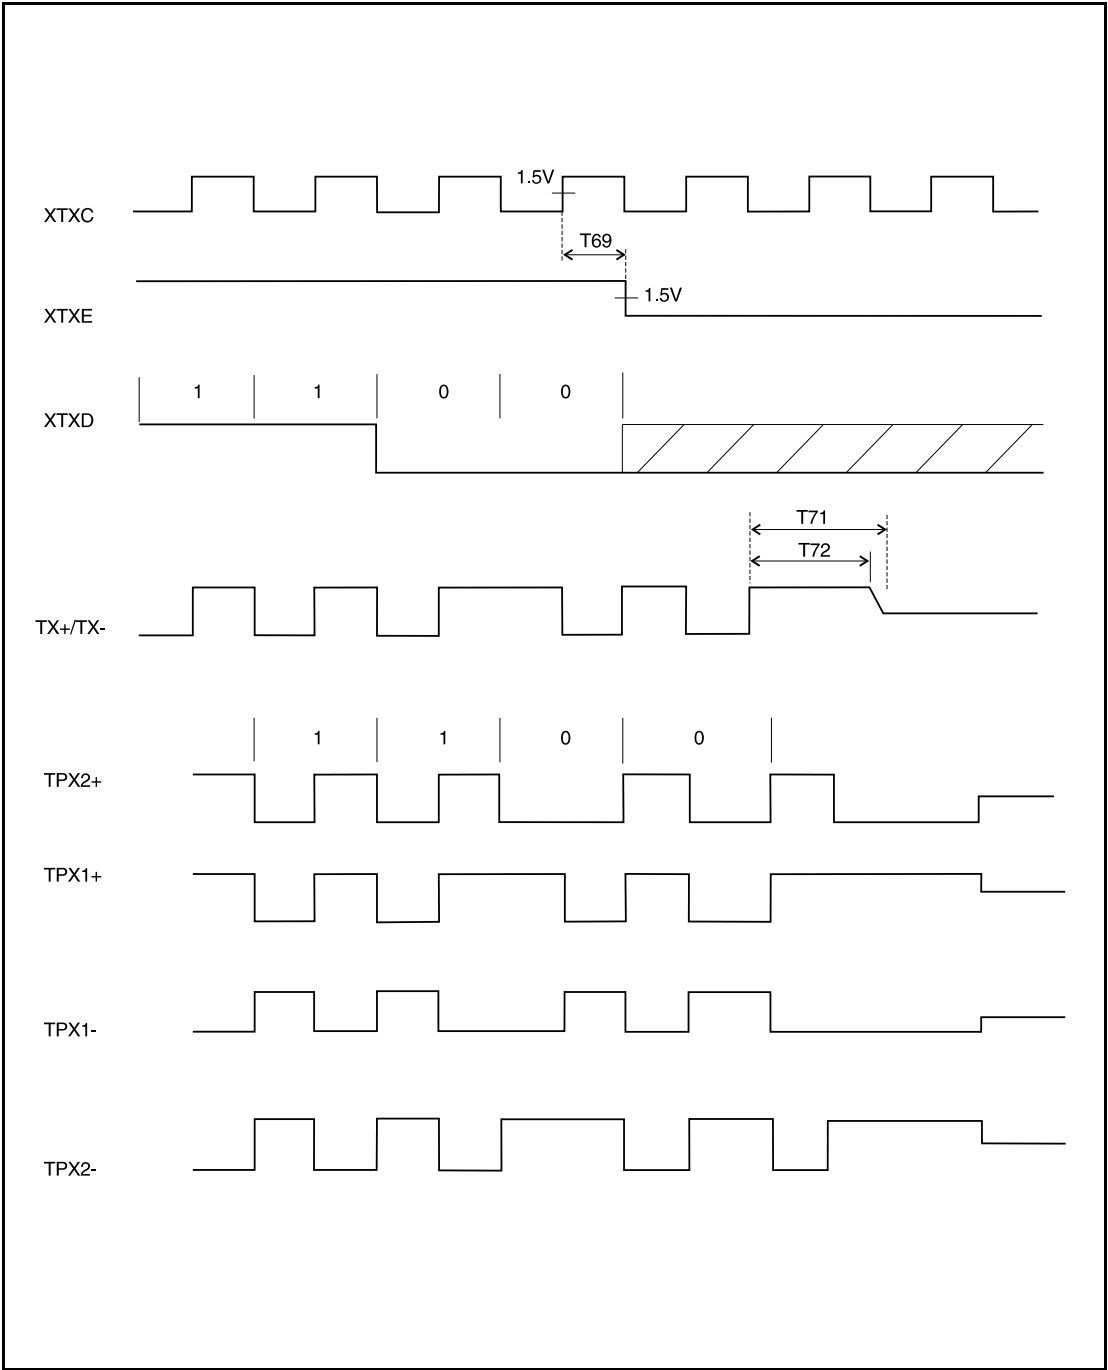 1.5V
XTXC
T69
1.5V
XTXE
1 1 0 0
XTXD
T71
T72
TX+/TX-
1 1 0 0
TPX2+
TPX1+
TPX1-
TPX2-